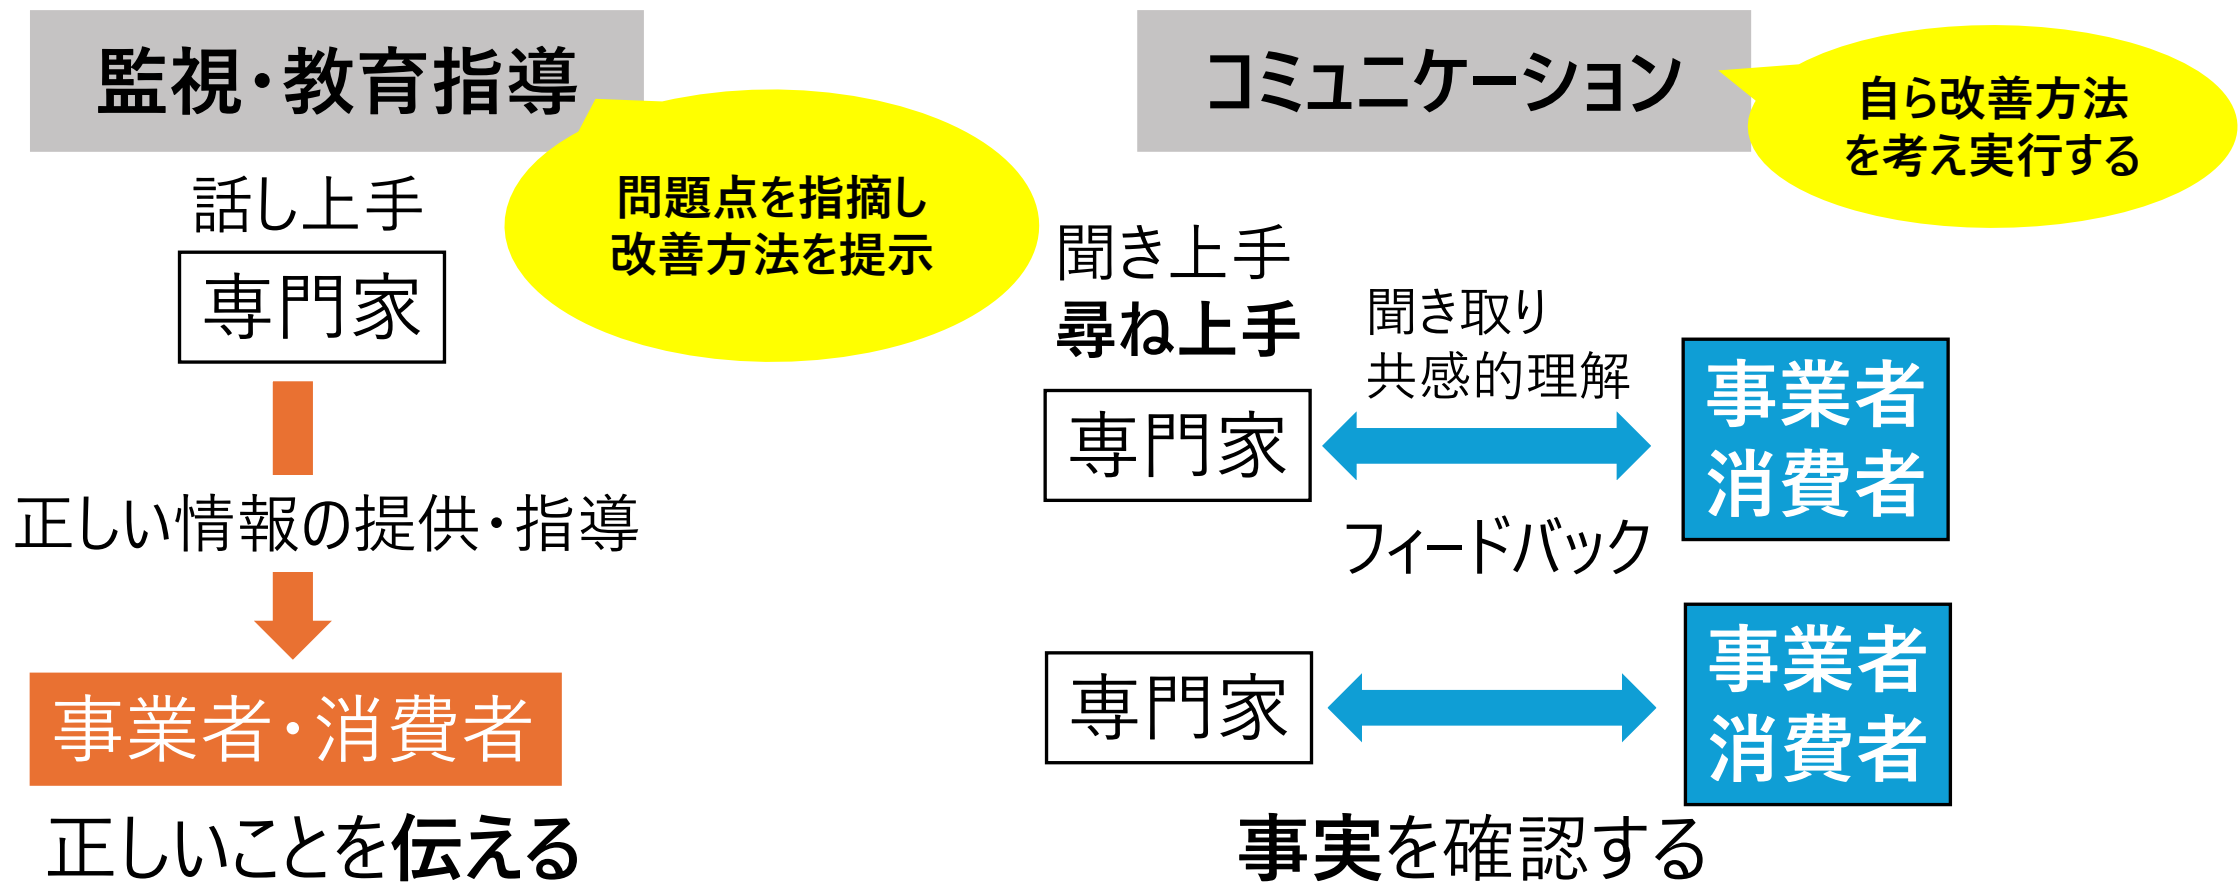 監視・教育指導
問題点を指摘し
改善方法を提示
話し上手
専門家
正しい情報の提供・指導
事業者・消費者
正しいことを伝える
コミュニケーション
自ら改善方法
を考え実行する
聞き上手
尋ね上手
専門家
聞き取り
共感的理解
フィードバック
事業者
消費者
専門家
事業者
消費者
事実を確認する